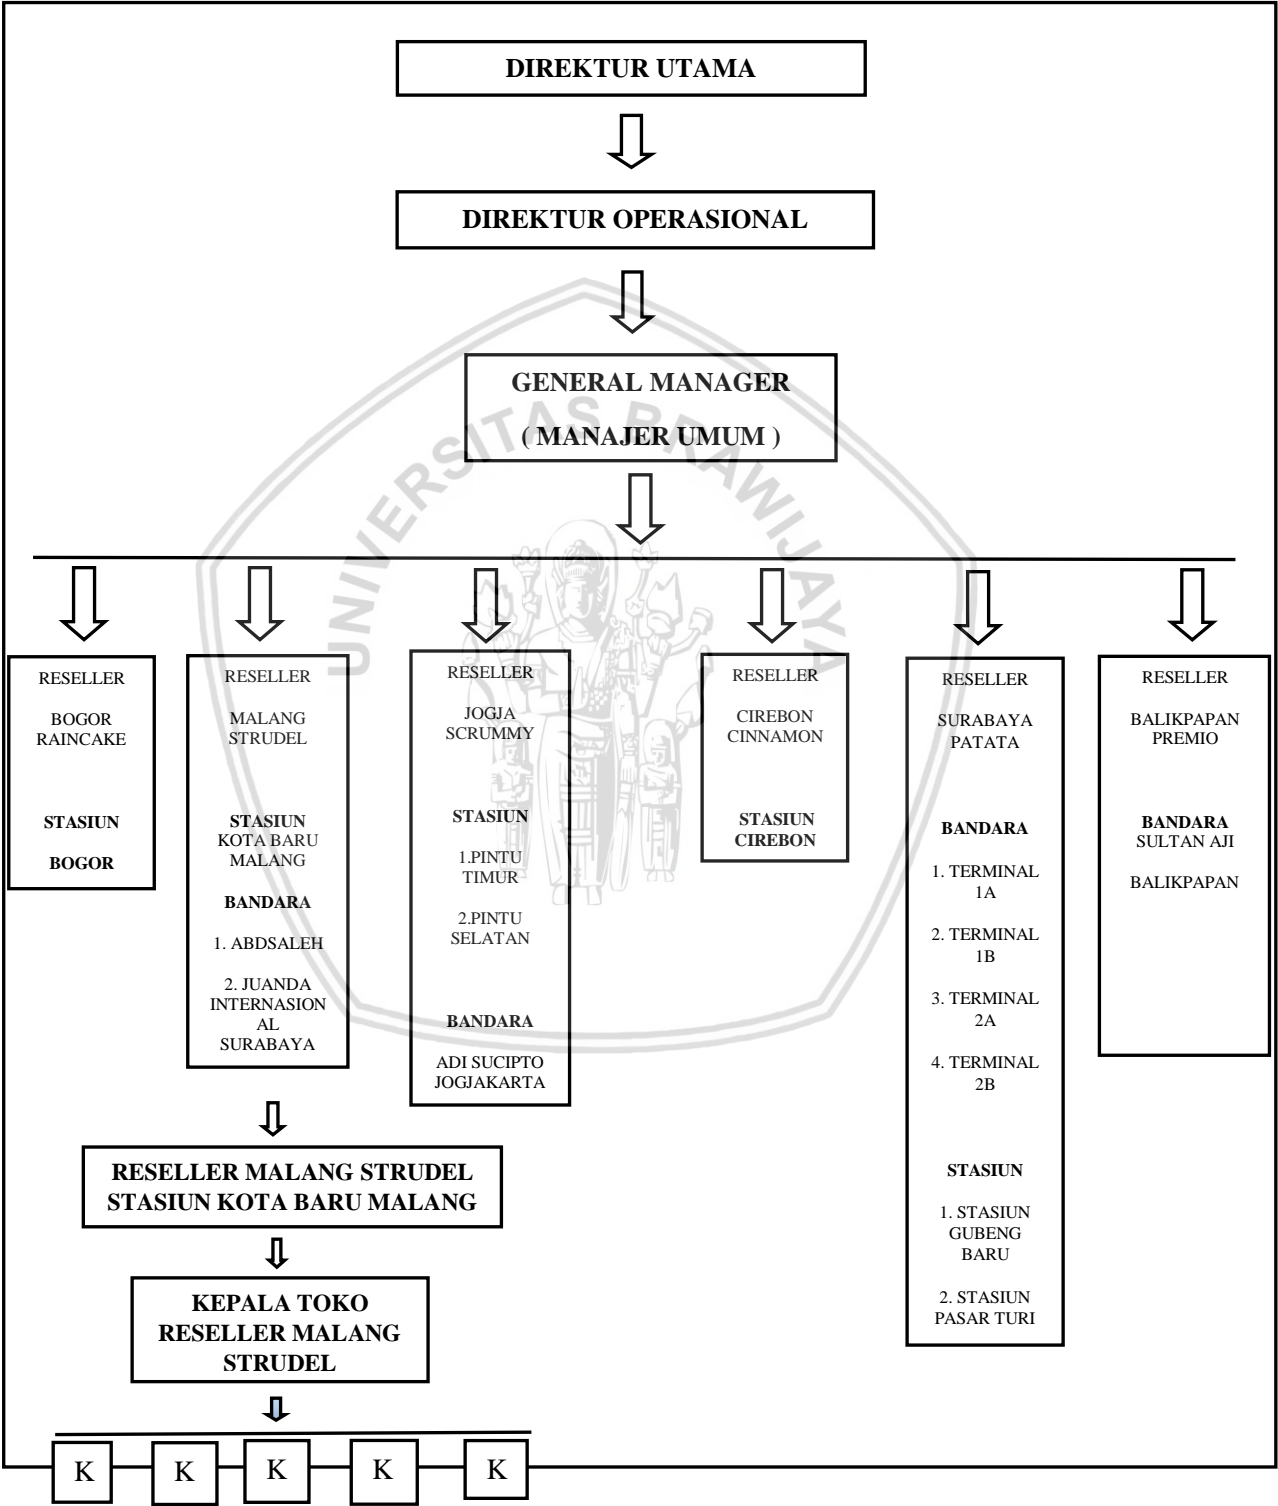 DIREKTUR UTAMA
DIREKTUR OPERASIONAL
GENERAL MANAGER
( MANAJER UMUM )
UNIVERSITAS BRAWIJAYA
RESELLER
BOGOR
RAINCAKE
STASIUN
BOGOR
RESELLER
MALANG
STRUDEL
STASIUN
KOTA BARU
MALANG
BANDARA
1. ABDSALEH
2. JUANDA
INTERNASION
AL
SURABAYA
RESELLER
JOGJA
SCRUMMY
STASIUN
1.PINTU
TIMUR
2.PINTU
SELATAN
BANDARA
ADI SUCIPTO
JOGJAKARTA
RESELLER
CIREBON
CINNAMON
STASIUN
CIREBON
RESELLER
SURABAYA
PATATA
BANDARA
1. TERMINAL
1A
2. TERMINAL
1B
3. TERMINAL
2A
4. TERMINAL
2B
STASIUN
1. STASIUN
GUBENG
BARU
2. STASIUN
PASAR TURI
RESELLER
BALIKPAPAN
PREMIO
BANDARA
SULTAN AJI
BALIKPAPAN
RESELLER MALANG STRUDEL
STASIUN KOTA BARU MALANG
KEPALA TOKO
RESELLER MALANG
STRUDEL
K
K
K
K
K